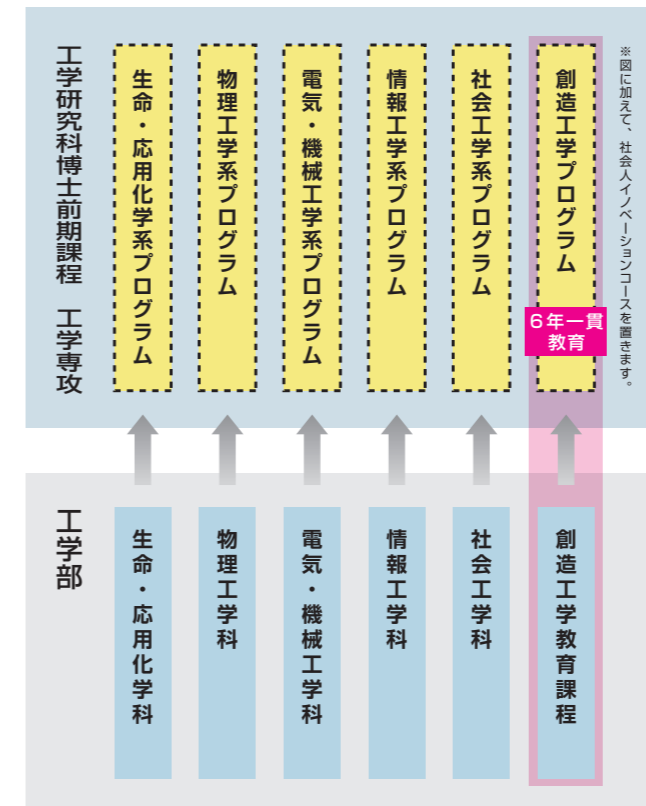 工学研究科博士前期課程　工学専攻
生命・応用化学系プログラム
物理工学系プログラム
電気・機械工学系プログラム
情報工学系プログラム
社会工学系プログラム
創造工学プログラム
6年一貫
教育
※図に加えて、社会人イノベーションコースを置きます。
工学部
生命・応用化学科
物理工学科
電気・機械工学科
情報工学科
社会工学科
創造工学教育課程